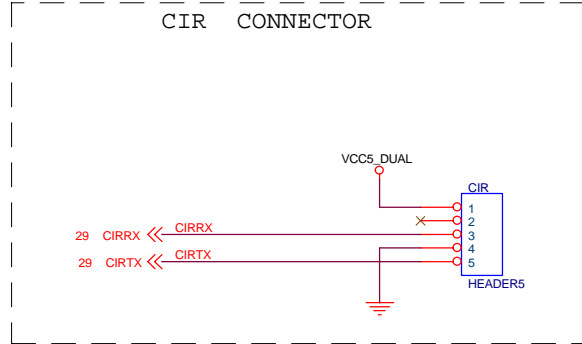 CIR CONNECTOR
VCC5_DUAL
CIR
1
2
29 CIRRX CIRRX 3
4
29 CIRTX CIRTX 5
HEADER5